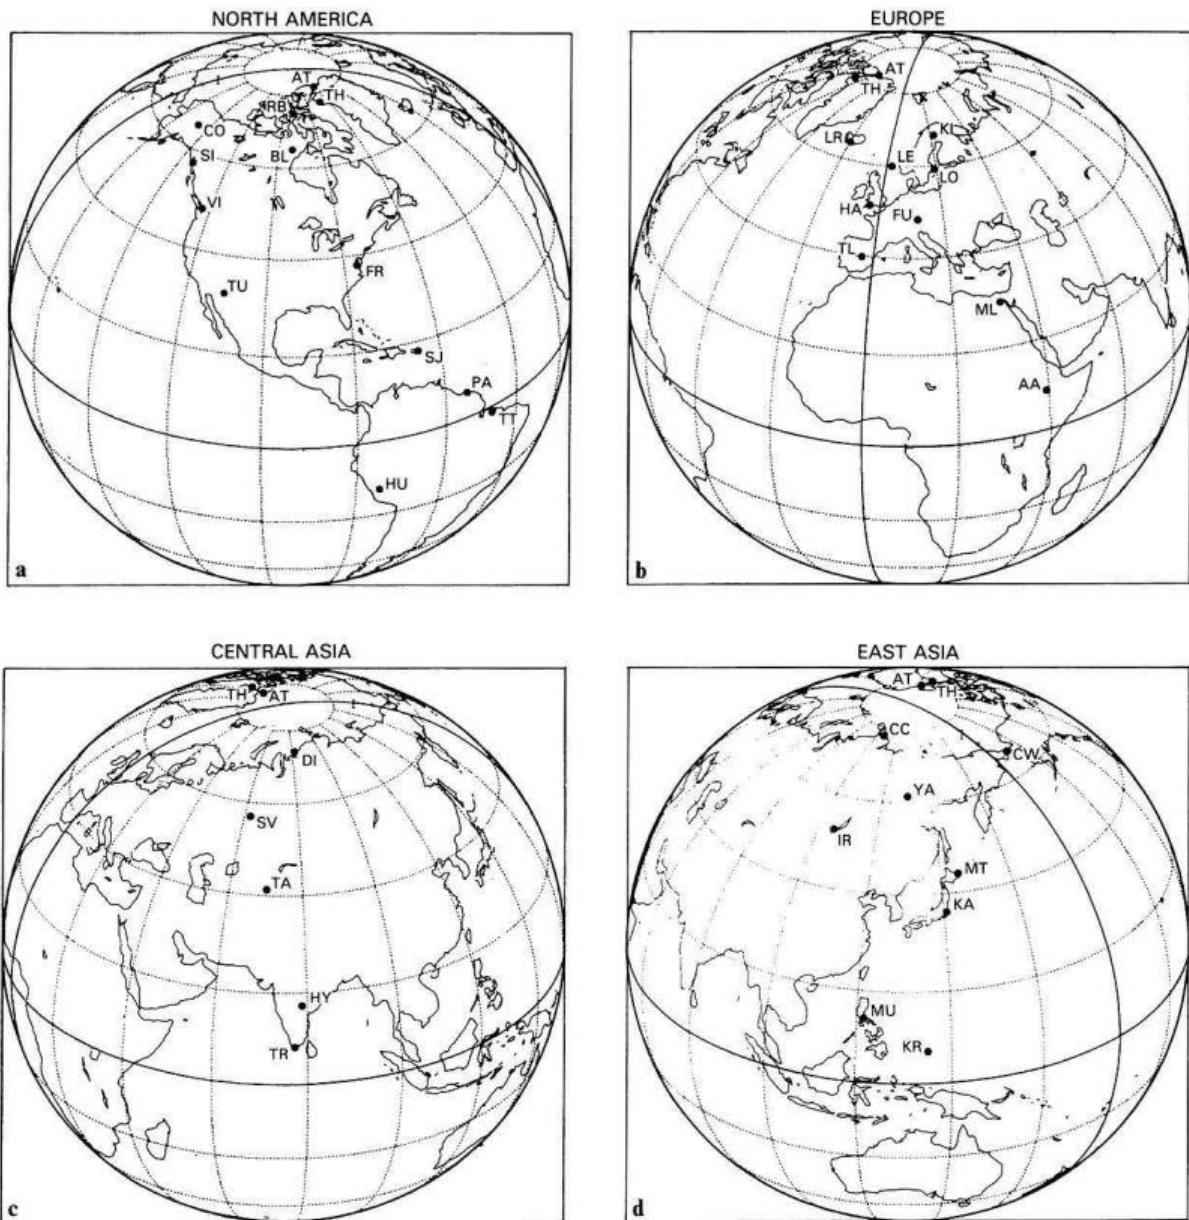 NORTH AMERICA
AT
TH
RB
CO
BL
SI
VI
FR
TU
SJ
PA
TT
HU
a
EUROPE
AT
TH
KI
LR
LE
LO
HA
FU
TL
ML
AA
b
CENTRAL ASIA
TH AT
DI
SV
TA
HY
TR
c
EAST ASIA
AT
TH
CC
CW
YA
IR
MT
KA
MU
KR
d